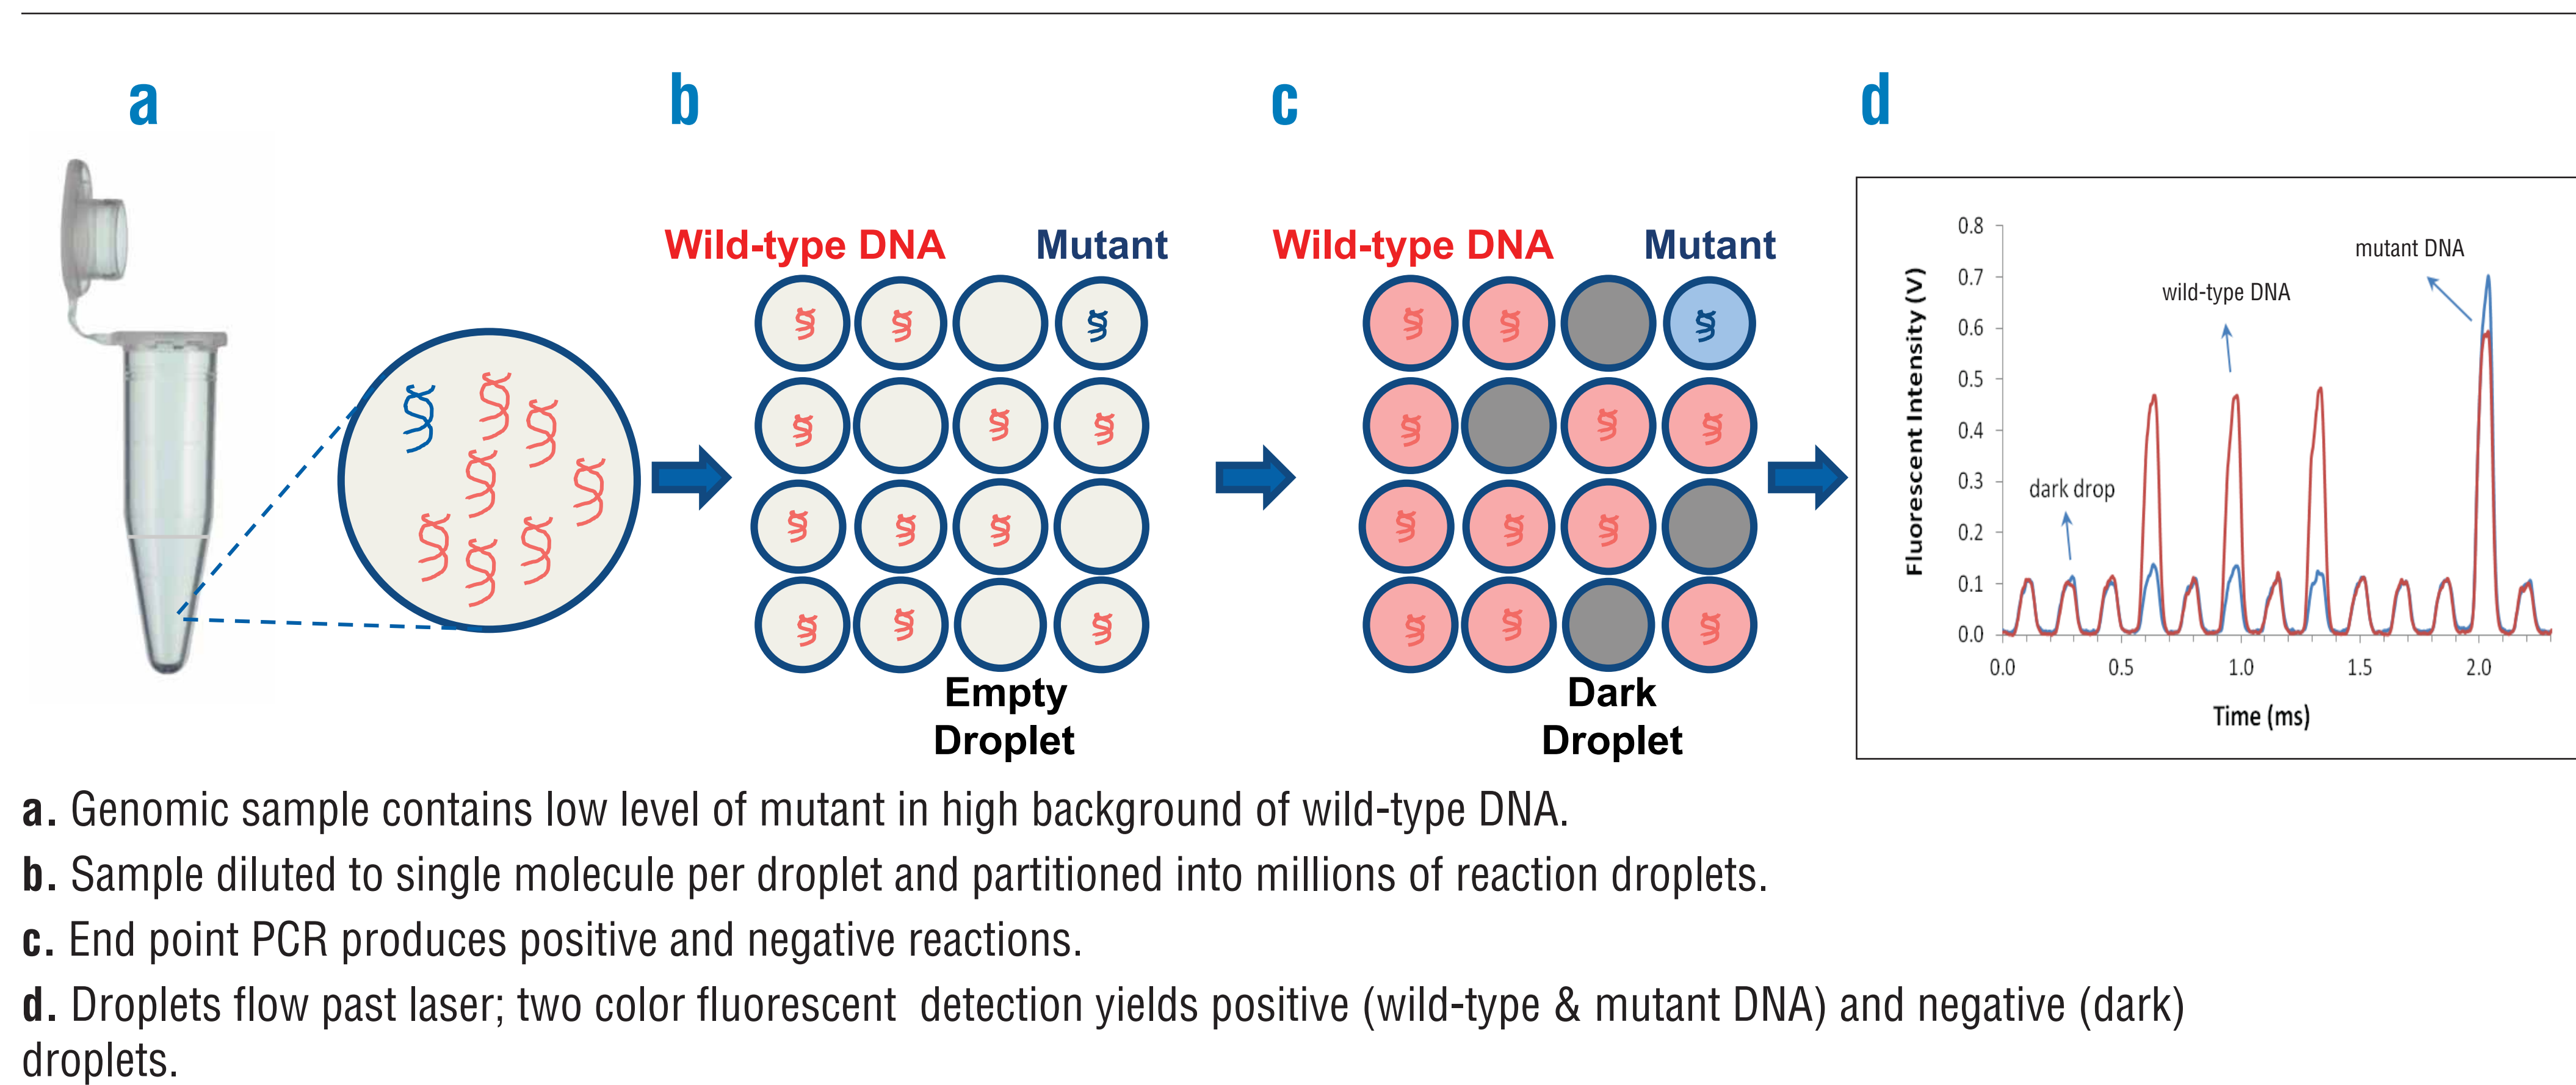 a
b
c
d
Wild-type DNA
Mutant
Empty
Droplet
Wild-type DNA
Mutant
Dark
Droplet
Fluorescent Intensity (V)
0.8
0.7
0.6
0.5
0.4
0.3
0.2
0.1
0.0
dark drop
wild-type DNA
mutant DNA
0.0 0.5 1.0 1.5 2.0
Time (ms)
a. Genomic sample contains low level of mutant in high background of wild-type DNA.
b. Sample diluted to single molecule per droplet and partitioned into millions of reaction droplets.
c. End point PCR produces positive and negative reactions.
d. Droplets flow past laser; two color fluorescent  detection yields positive (wild-type & mutant DNA) and negative (dark)
droplets.